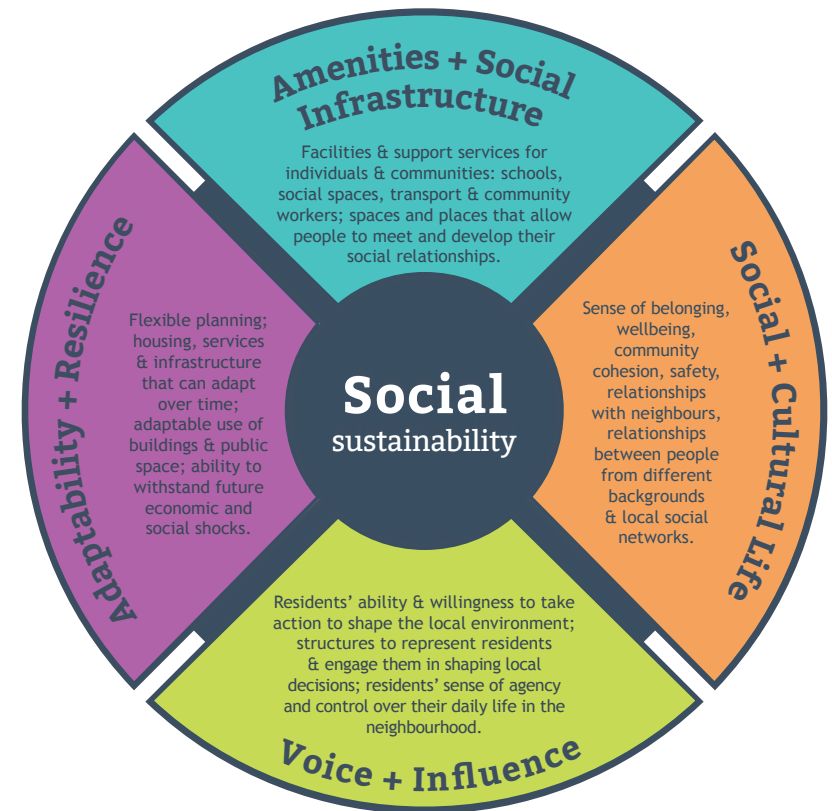 Amenities + Social
Infrastructure
Facilities & support services for
individuals & communities: schools,
social spaces, transport & community
workers; spaces and places that allow
people to meet and develop their
social relationships.
Social + Cultural Life
Sense of belonging,
wellbeing,
community
cohesion, safety,
relationships
with neighbours,
relationships
between people
from different
backgrounds
& local social
networks.
Adaptability + Resilience
Flexible planning;
housing, services
& infrastructure
that can adapt
over time;
adaptable use of
buildings & public
space; ability to
withstand future
economic and
social shocks.
Social
sustainability
Residents’ ability & willingness to take
action to shape the local environment;
structures to represent residents
& engage them in shaping local
decisions; residents’ sense of agency
and control over their daily life in the
neighbourhood.
Voice + Influence